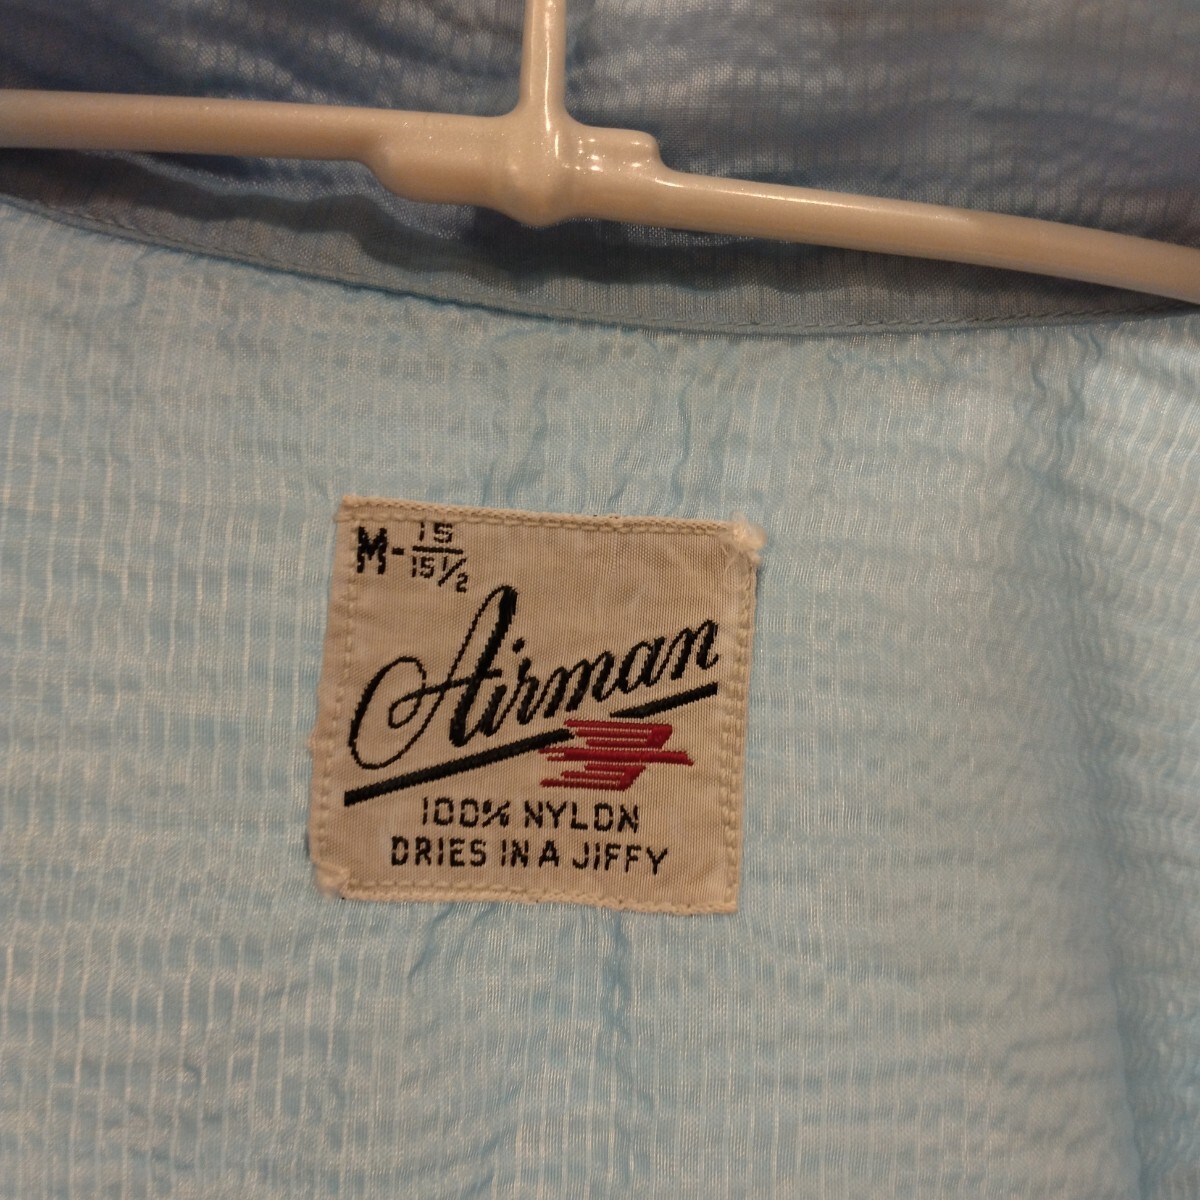 M-15/15½
Airman
100% NYLON
DRIES IN A JIFFY